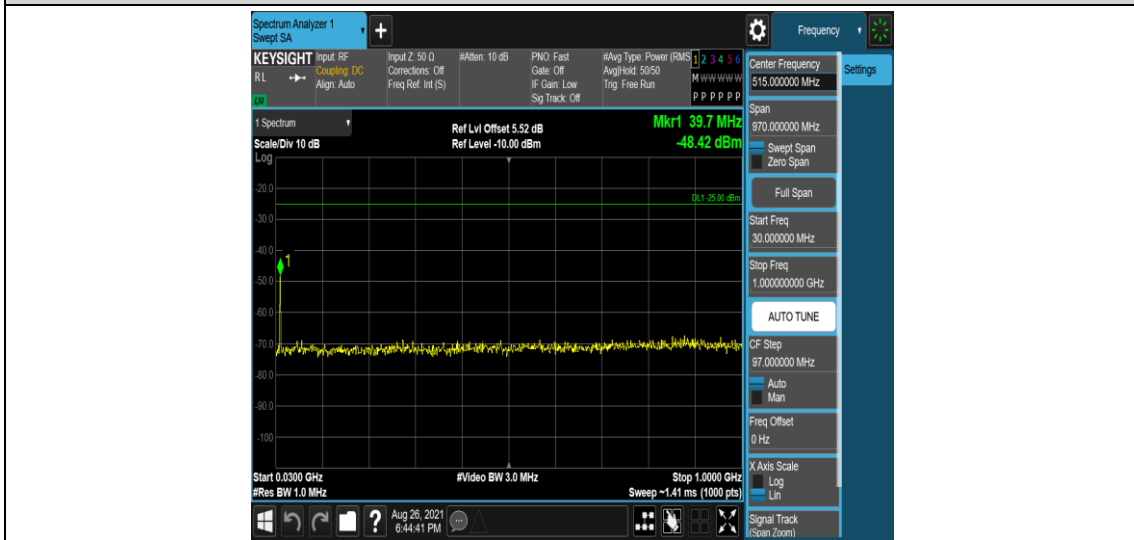 Spectrum Analyzer 1
Swept SA
+
Frequency
KEYSIGHT
RL
Input: RF
Coupling: DC
Align: Auto
Input Z: 50 Ω
Corrections: Off
Freq Ref: Int (S)
#Atten: 10 dB
PNO: Fast
Gate: Off
IF Gain: Low
Sig Track: Off
#Avg Type: Power (RMS
Avg|Hold: 50/50
Trig: Free Run
1 2 3 4 5 6
M W W W W W
P P P P P P
Center Frequency
515.000000 MHz
Settings
1 Spectrum
Scale/Div 10 dB
Log
Ref Lvl Offset 5.52 dB
Ref Level -10.00 dBm
Mkr1 39.7 MHz
-48.42 dBm
Span
970.000000 MHz
Swept Span
Zero Span
Full Span
-20.0
DL1 -25.00 dBm
-30.0
-40.0
1
-50.0
-60.0
-70.0
-80.0
-90.0
-100
Start Freq
30.000000 MHz
Stop Freq
1.000000000 GHz
AUTO TUNE
CF Step
97.000000 MHz
Auto
Man
Freq Offset
0 Hz
X Axis Scale
Log
Lin
Signal Track
(Span Zoom)
Start 0.0300 GHz
#Res BW 1.0 MHz
#Video BW 3.0 MHz
Stop 1.0000 GHz
Sweep ~1.41 ms (1000 pts)
?
Aug 26, 2021
6:44:41 PM